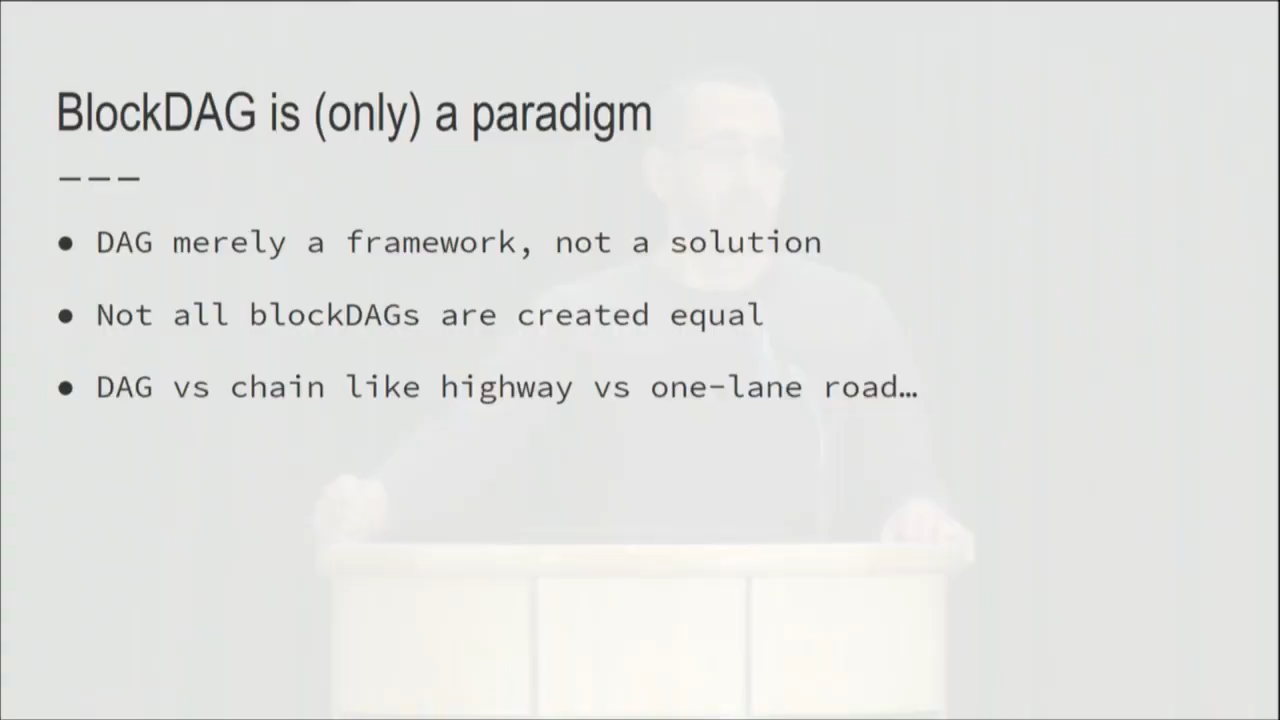 BlockDAG is (only) a paradigm
---
● DAG merely a framework, not a solution
● Not all blockDAGs are created equal
● DAG vs chain like highway vs one-lane road…